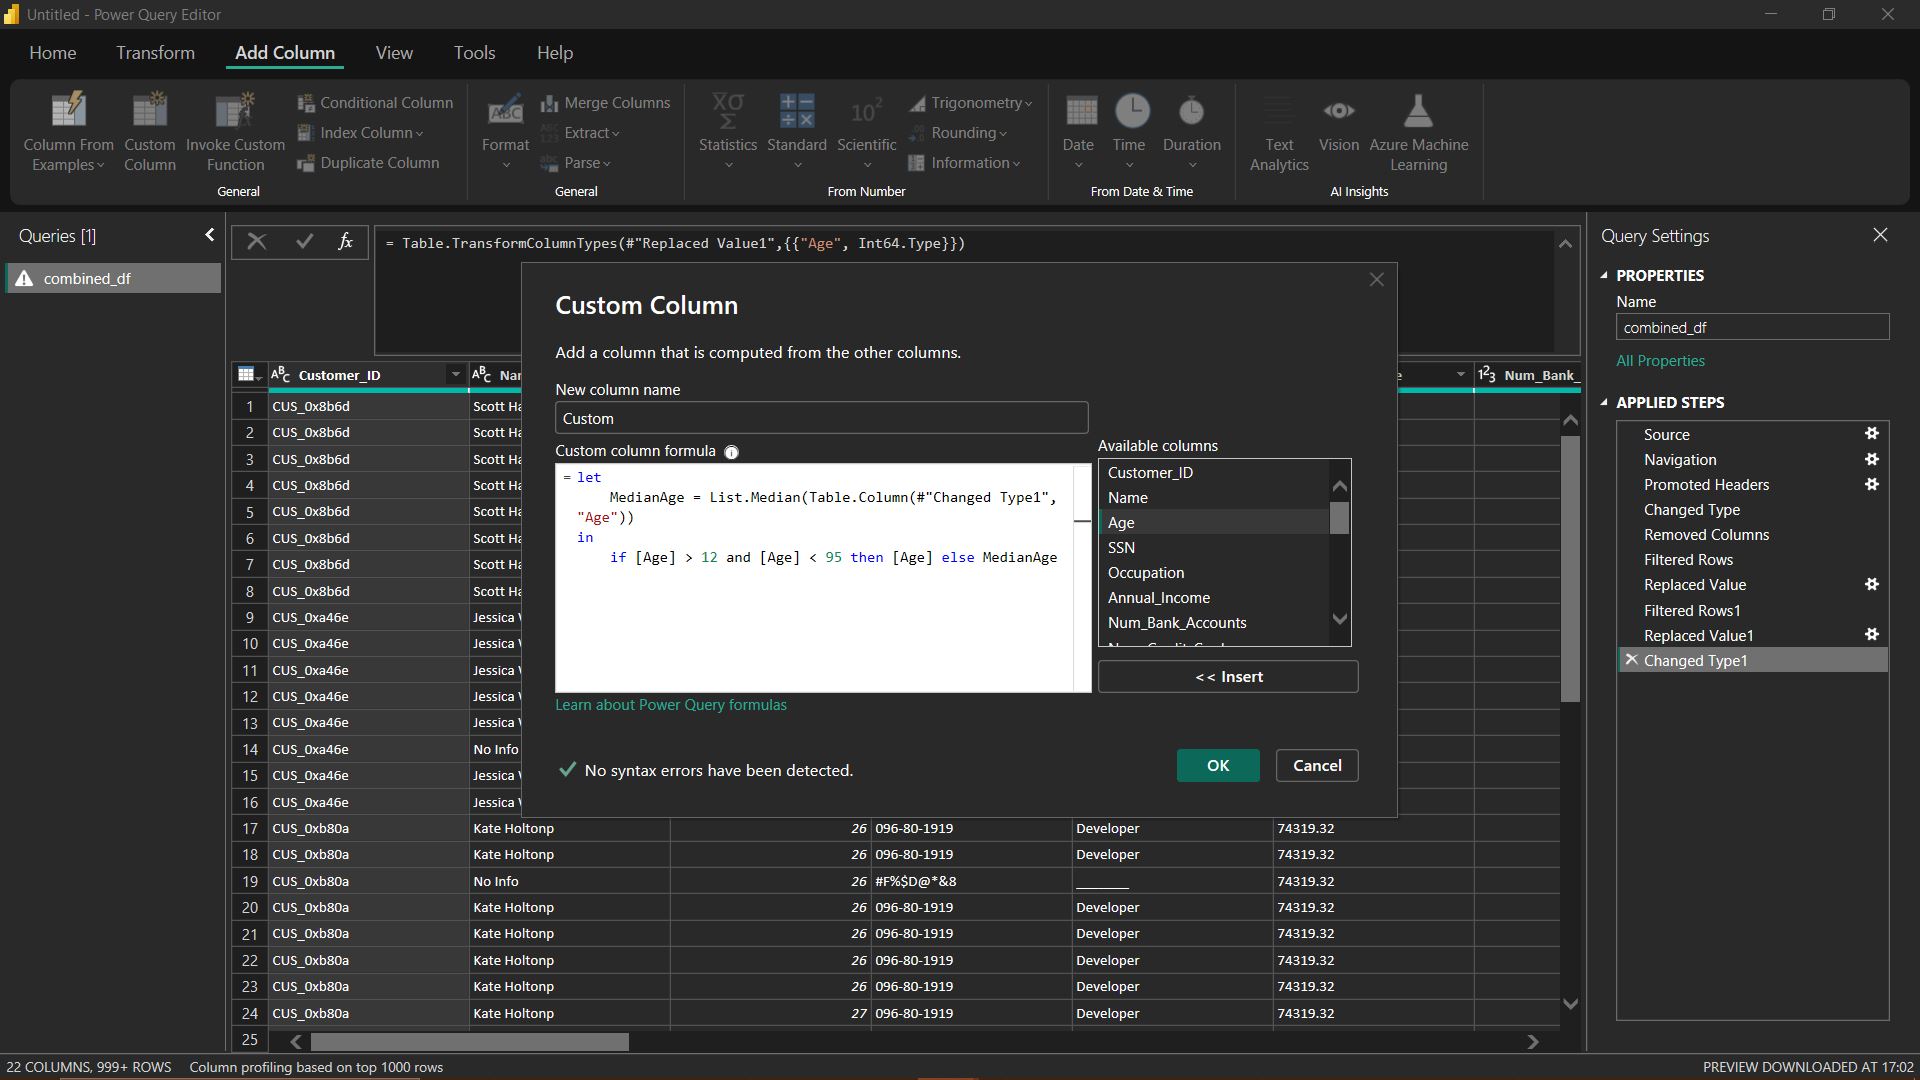 Untitled - Power Query Editor
Home Transform Add Column View Tools Help
Column From Examples
Custom Column
Invoke Custom Function
Conditional Column
Index Column
Duplicate Column
General
Format
Merge Columns
Extract
Parse
General
Statistics
Standard
Scientific
Trigonometry
Rounding
Information
From Number
Date
Time
Duration
From Date & Time
Text Analytics
Vision
Azure Machine Learning
AI Insights
Queries [1]
combined_df
fx
= Table.TransformColumnTypes(#"Replaced Value1",{{"Age", Int64.Type}})
Custom Column
Add a column that is computed from the other columns.
New column name
Custom
Custom column formula
= let
MedianAge = List.Median(Table.Column(#"Changed Type1",
"Age"))
in
if [Age] > 12 and [Age] < 95 then [Age] else MedianAge
Learn about Power Query formulas
No syntax errors have been detected.
Available columns
Customer_ID
Name
Age
SSN
Occupation
Annual_Income
Num_Bank_Accounts
<< Insert
OK
Cancel
Customer_ID Num_Bank_
1 CUS_0x8b6d Scott
2 CUS_0x8b6d Scott
3 CUS_0x8b6d Scott
4 CUS_0x8b6d Scott
5 CUS_0x8b6d Scott
6 CUS_0x8b6d Scott
7 CUS_0x8b6d Scott
8 CUS_0x8b6d Scott
9 CUS_0xa46e Jessica
10 CUS_0xa46e Jessica
11 CUS_0xa46e Jessica
12 CUS_0xa46e Jessica
13 CUS_0xa46e Jessica
14 CUS_0xa46e No Info
15 CUS_0xa46e Jessica
16 CUS_0xa46e Jessica
17 CUS_0xb80a Kate Holtonp 26 096-80-1919 Developer 74319.32
18 CUS_0xb80a Kate Holtonp 26 096-80-1919 Developer 74319.32
19 CUS_0xb80a No Info 26 #F%$D@*&8 _______ 74319.32
20 CUS_0xb80a Kate Holtonp 26 096-80-1919 Developer 74319.32
21 CUS_0xb80a Kate Holtonp 26 096-80-1919 Developer 74319.32
22 CUS_0xb80a Kate Holtonp 26 096-80-1919 Developer 74319.32
23 CUS_0xb80a Kate Holtonp 26 096-80-1919 Developer 74319.32
24 CUS_0xb80a Kate Holtonp 27 096-80-1919 Developer 74319.32
25
Query Settings
PROPERTIES
Name
combined_df
All Properties
APPLIED STEPS
Source
Navigation
Promoted Headers
Changed Type
Removed Columns
Filtered Rows
Replaced Value
Filtered Rows1
Replaced Value1
Changed Type1
22 COLUMNS, 999+ ROWS Column profiling based on top 1000 rows
PREVIEW DOWNLOADED AT 17:02